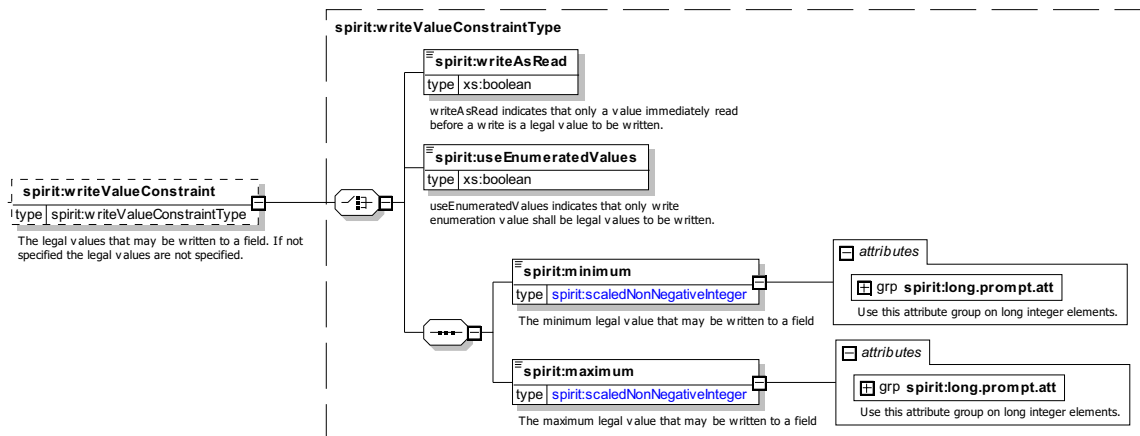 spirit:writeValueConstraintType
spirit:writeAsRead
type xs:boolean
writeAsRead indicates that only a value immediately read
before a write is a legal value to be written.
spirit:useEnumeratedValues
type xs:boolean
useEnumeratedValues indicates that only write
enumeration value shall be legal values to be written.
spirit:writeValueConstraint
type spirit:writeValueConstraintType
The legal values that may be written to a field. If not
specified the legal values are not specified.
spirit:minimum
type spirit:scaledNonNegativeInteger
The minimum legal value that may be written to a field
attributes
grp spirit:long.prompt.att
Use this attribute group on long integer elements.
spirit:maximum
type spirit:scaledNonNegativeInteger
The maximum legal value that may be written to a field
attributes
grp spirit:long.prompt.att
Use this attribute group on long integer elements.